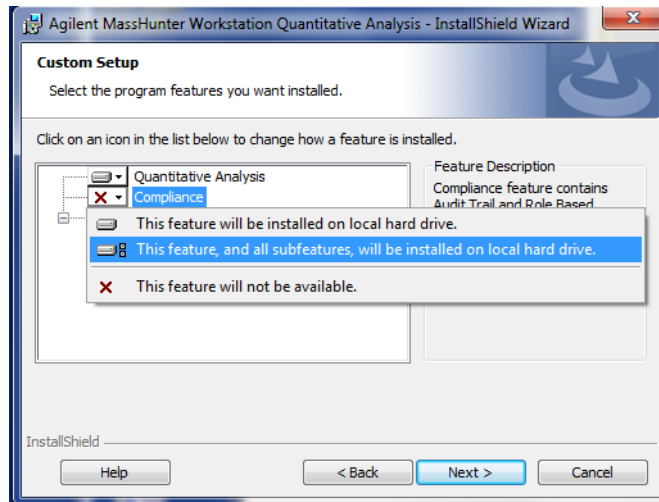 Agilent MassHunter Workstation Quantitative Analysis - InstallShield Wizard
Custom Setup
Select the program features you want installed.
Click on an icon in the list below to change how a feature is installed.
Quantitative Analysis
Compliance
Feature Description
Compliance feature contains
Audit Trail and Role Based
This feature will be installed on local hard drive.
This feature, and all subfeatures, will be installed on local hard drive.
This feature will not be available.
InstallShield
Help
< Back
Next >
Cancel